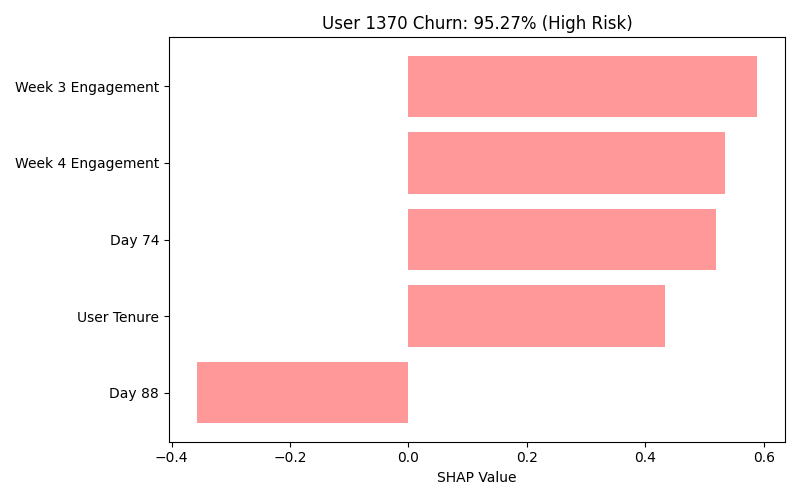 User 1370 Churn: 95.27% (High Risk)
Week 3 Engagement
Week 4 Engagement
Day 74
User Tenure
Day 88
−0.4 −0.2 0.0 0.2 0.4 0.6
SHAP Value